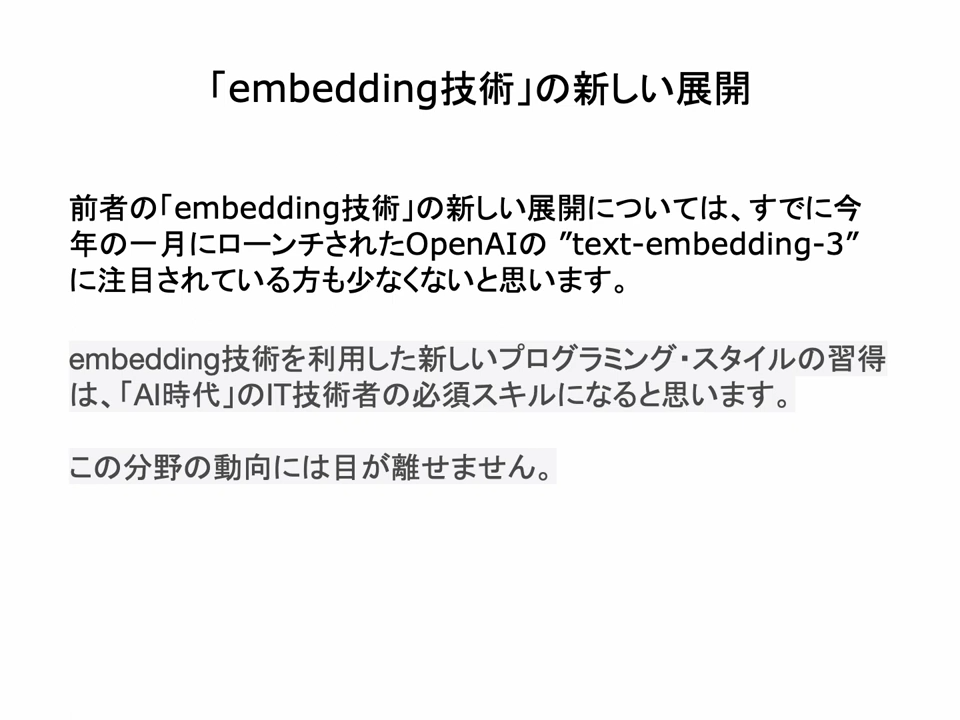 「embedding技術」の新しい展開
前者の「embedding技術」の新しい展開については、すでに今
年の一月にローンチされたOpenAIの ”text-embedding-3”
に注目されている方も少なくないと思います。
embedding技術を利用した新しいプログラミング・スタイルの習得
は、「AI時代」のIT技術者の必須スキルになると思います。
この分野の動向には目が離せません。